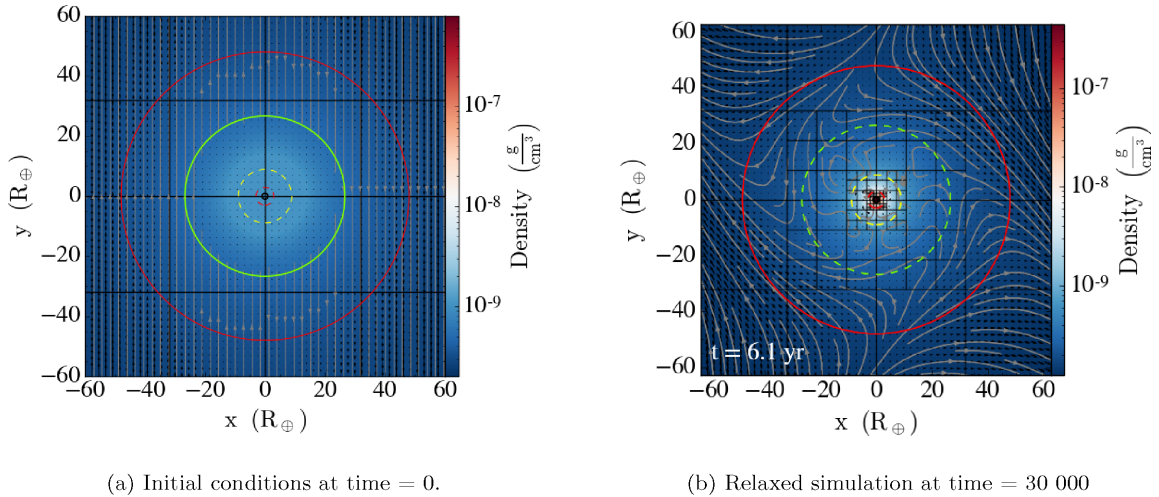 60
40
20
0
−20
−40
−60
y (R⊕)
−60 −40 −20 0 20 40 60
x (R⊕)
10⁻⁷
10⁻⁸
10⁻⁹
Density (g/cm³)
(a) Initial conditions at time = 0.
60
40
20
0
−20
−40
−60
y (R⊕)
t = 6.1 yr
−60 −40 −20 0 20 40 60
x (R⊕)
10⁻⁷
10⁻⁸
10⁻⁹
Density (g/cm³)
(b) Relaxed simulation at time = 30 000